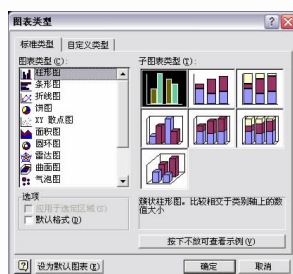 图表类型
标准类型 自定义类型
图表类型(C):
柱形图
条形图
折线图
饼图
XY 散点图
面积图
圆环图
雷达图
曲面图
气泡图
子图表类型(T):
选项
应用于选定区域(S)
默认格式(D)
簇状柱形图。比较相交于类别轴上的数
值大小
按下不放可查看示例(V)
设为默认图表(E) 确定 取消